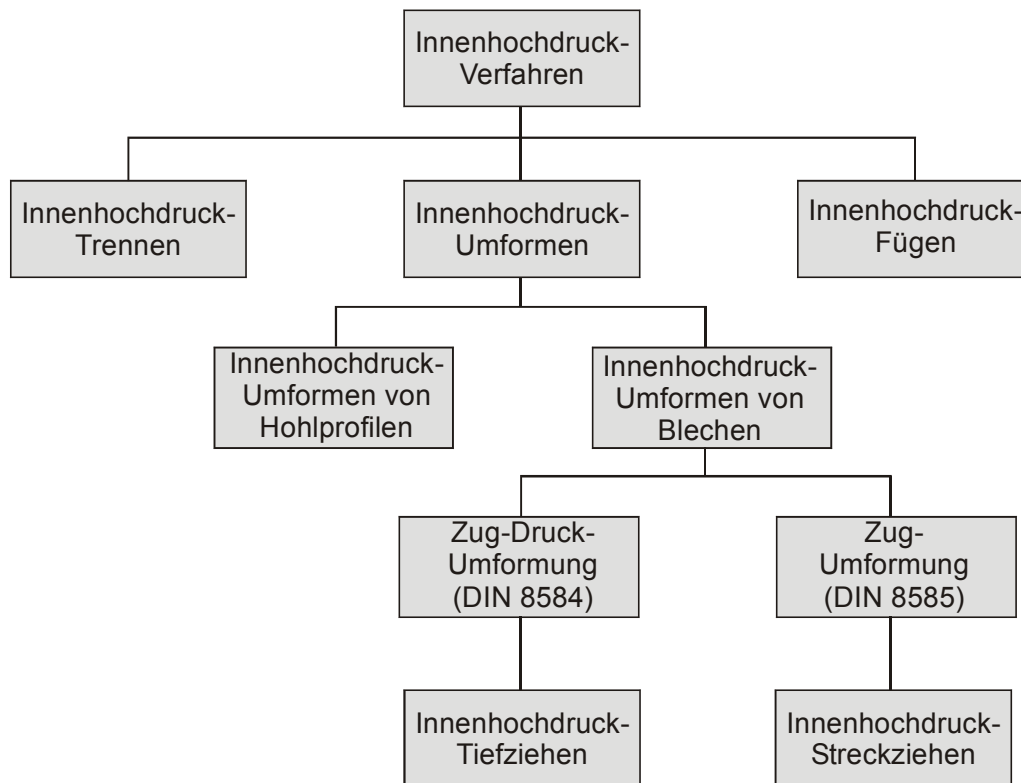 Innenhochdruck-
Verfahren
Innenhochdruck-
Trennen
Innenhochdruck-
Umformen
Innenhochdruck-
Fügen
Innenhochdruck-
Umformen von
Hohlprofilen
Innenhochdruck-
Umformen von
Blechen
Zug-Druck-
Umformung
(DIN 8584)
Zug-
Umformung
(DIN 8585)
Innenhochdruck-
Tiefziehen
Innenhochdruck-
Streckziehen